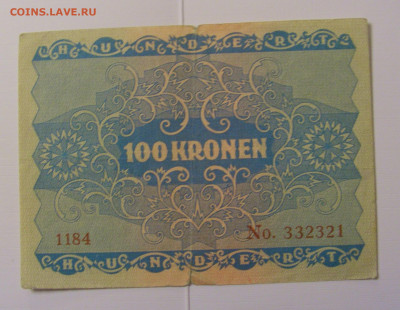 COINS.LAVE.RU
HUNDERT
100 KRONEN
1184 No. 332321
HUNDERT